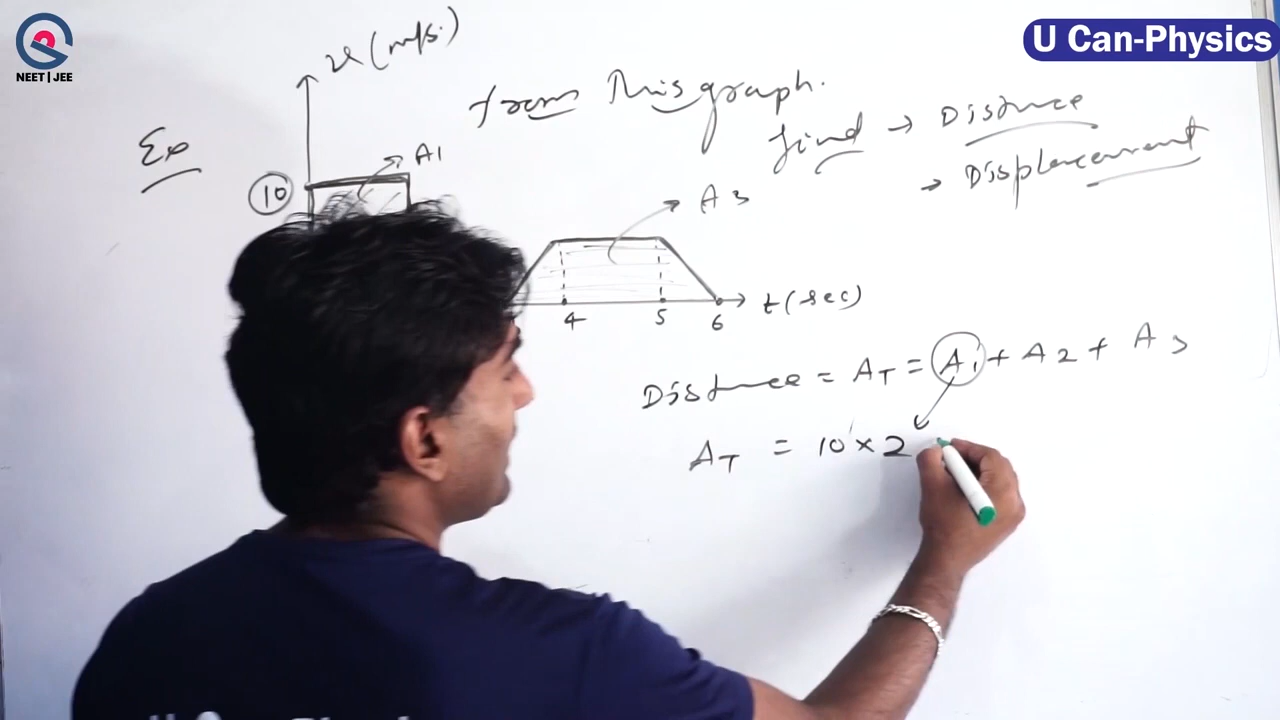 NEET | JEE
U Can-Physics
v (m/s.)
from this graph.
find → Distance
→ Displacement
Ex
A1
10
A3
4 5 6 t(sec)
Distance = AT = A1 + A2 + A3
AT = 10 × 2